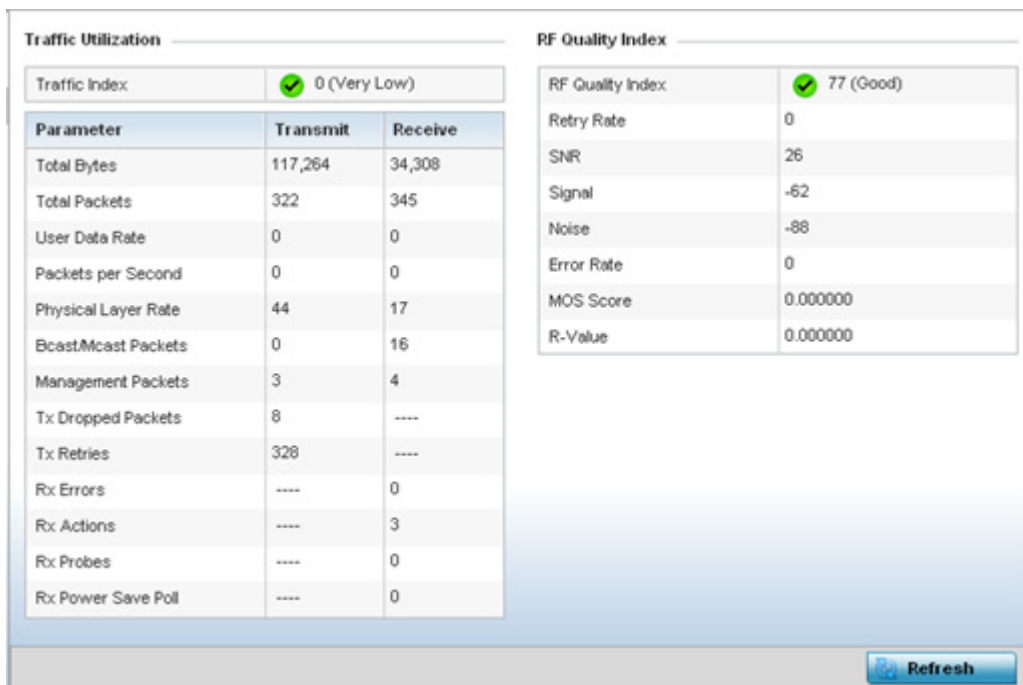 Traffic Utilization
Traffic Index 0 (Very Low)
Parameter Transmit Receive
Total Bytes 117,264 34,308
Total Packets 322 345
User Data Rate 0 0
Packets per Second 0 0
Physical Layer Rate 44 17
Bcast/Mcast Packets 0 16
Management Packets 3 4
Tx Dropped Packets 8 ----
Tx Retries 328 ----
Rx Errors ---- 0
Rx Actions ---- 3
Rx Probes ---- 0
Rx Power Save Poll ---- 0
RF Quality Index
RF Quality Index 77 (Good)
Retry Rate 0
SNR 26
Signal -62
Noise -88
Error Rate 0
MOS Score 0.000000
R-Value 0.000000
Refresh